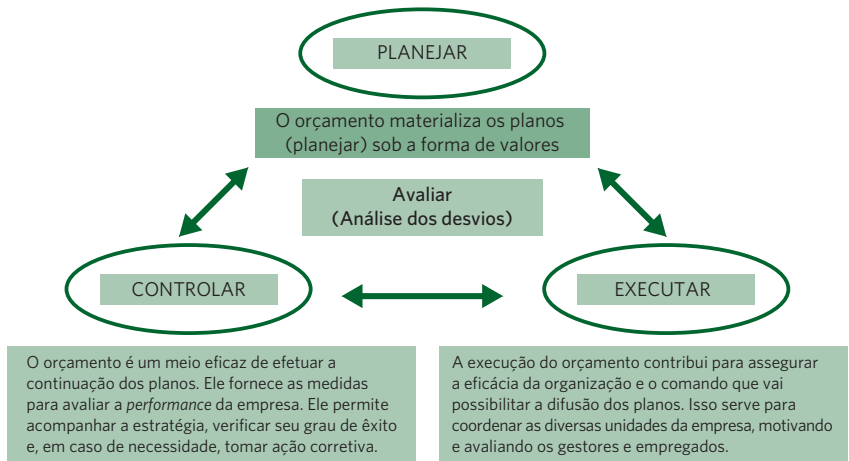 PLANEJAR
O orçamento materializa os planos
(planejar) sob a forma de valores
Avaliar
(Análise dos desvios)
CONTROLAR
EXECUTAR
O orçamento é um meio eficaz de efetuar a
continuação dos planos. Ele fornece as medidas
para avaliar a performance da empresa. Ele permite
acompanhar a estratégia, verificar seu grau de êxito
e, em caso de necessidade, tomar ação corretiva.
A execução do orçamento contribui para assegurar
a eficácia da organização e o comando que vai
possibilitar a difusão dos planos. Isso serve para
coordenar as diversas unidades da empresa, motivando
e avaliando os gestores e empregados.